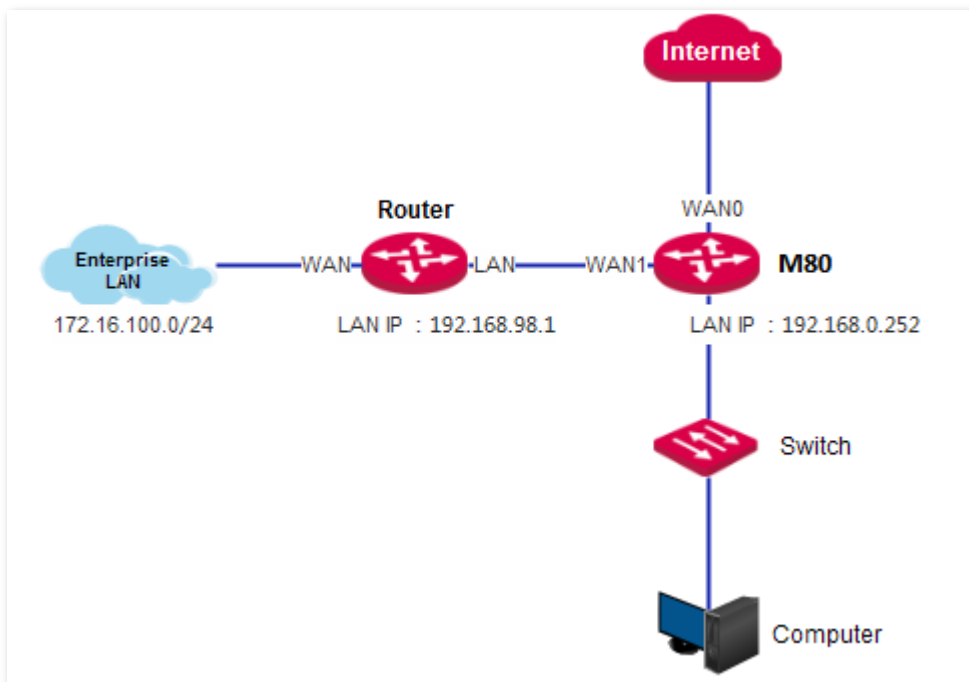 Internet
Router
WAN0
Enterprise
LAN
WAN
LAN
WAN1
M80
172.16.100.0/24
LAN IP : 192.168.98.1
LAN IP : 192.168.0.252
Switch
Computer